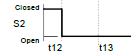 Closed
S2
Open
t12 t13